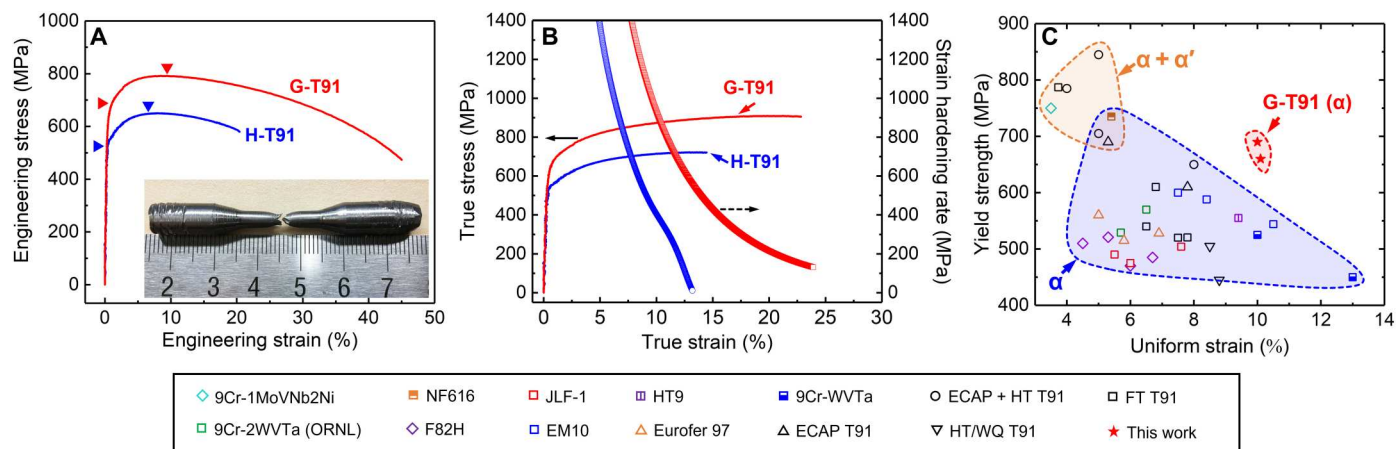 A
Engineering stress (MPa)
1000
800
600
400
200
0
G-T91
H-T91
2 3 4 5 6 7
0 10 20 30 40 50
Engineering strain (%)
B
True stress (MPa)
1400
1200
1000
800
600
400
200
0
G-T91
H-T91
0 5 10 15 20 25 30
True strain (%)
1400
1200
1000
800
600
400
200
0
Strain hardening rate (MPa)
C
Yield strength (MPa)
900
800
700
600
500
400
α + α′
G-T91 (α)
α
4 6 8 10 12 14
Uniform strain (%)
9Cr-1MoVNb2Ni NF616 JLF-1 HT9 9Cr-WVTa ECAP + HT T91 FT T91
9Cr-2WVTa (ORNL) F82H EM10 Eurofer 97 ECAP T91 HT/WQ T91 This work